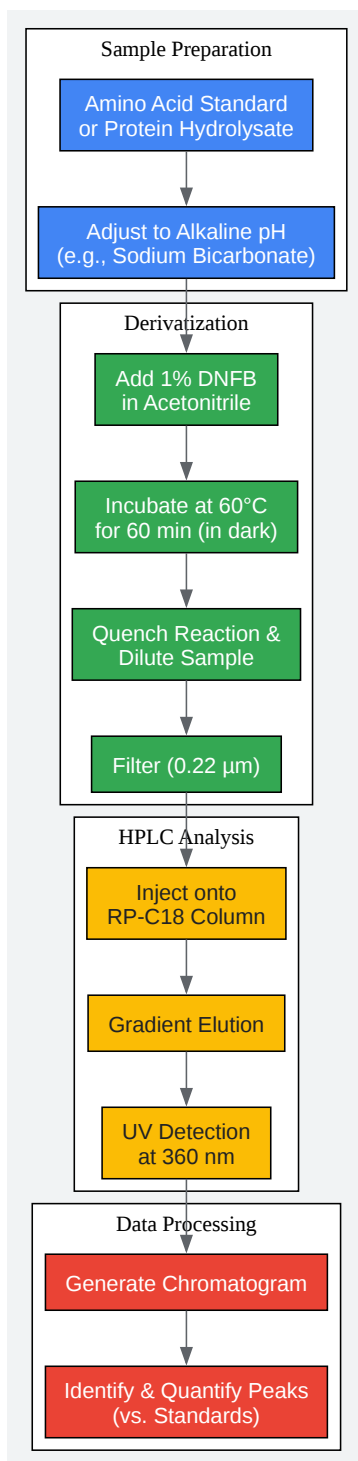 Sample Preparation
Amino Acid Standard
or Protein Hydrolysate
Adjust to Alkaline pH
(e.g., Sodium Bicarbonate)
Derivatization
Add 1% DNFB
in Acetonitrile
Incubate at 60°C
for 60 min (in dark)
Quench Reaction &
Dilute Sample
Filter (0.22 µm)
HPLC Analysis
Inject onto
RP-C18 Column
Gradient Elution
UV Detection
at 360 nm
Data Processing
Generate Chromatogram
Identify & Quantify Peaks
(vs. Standards)